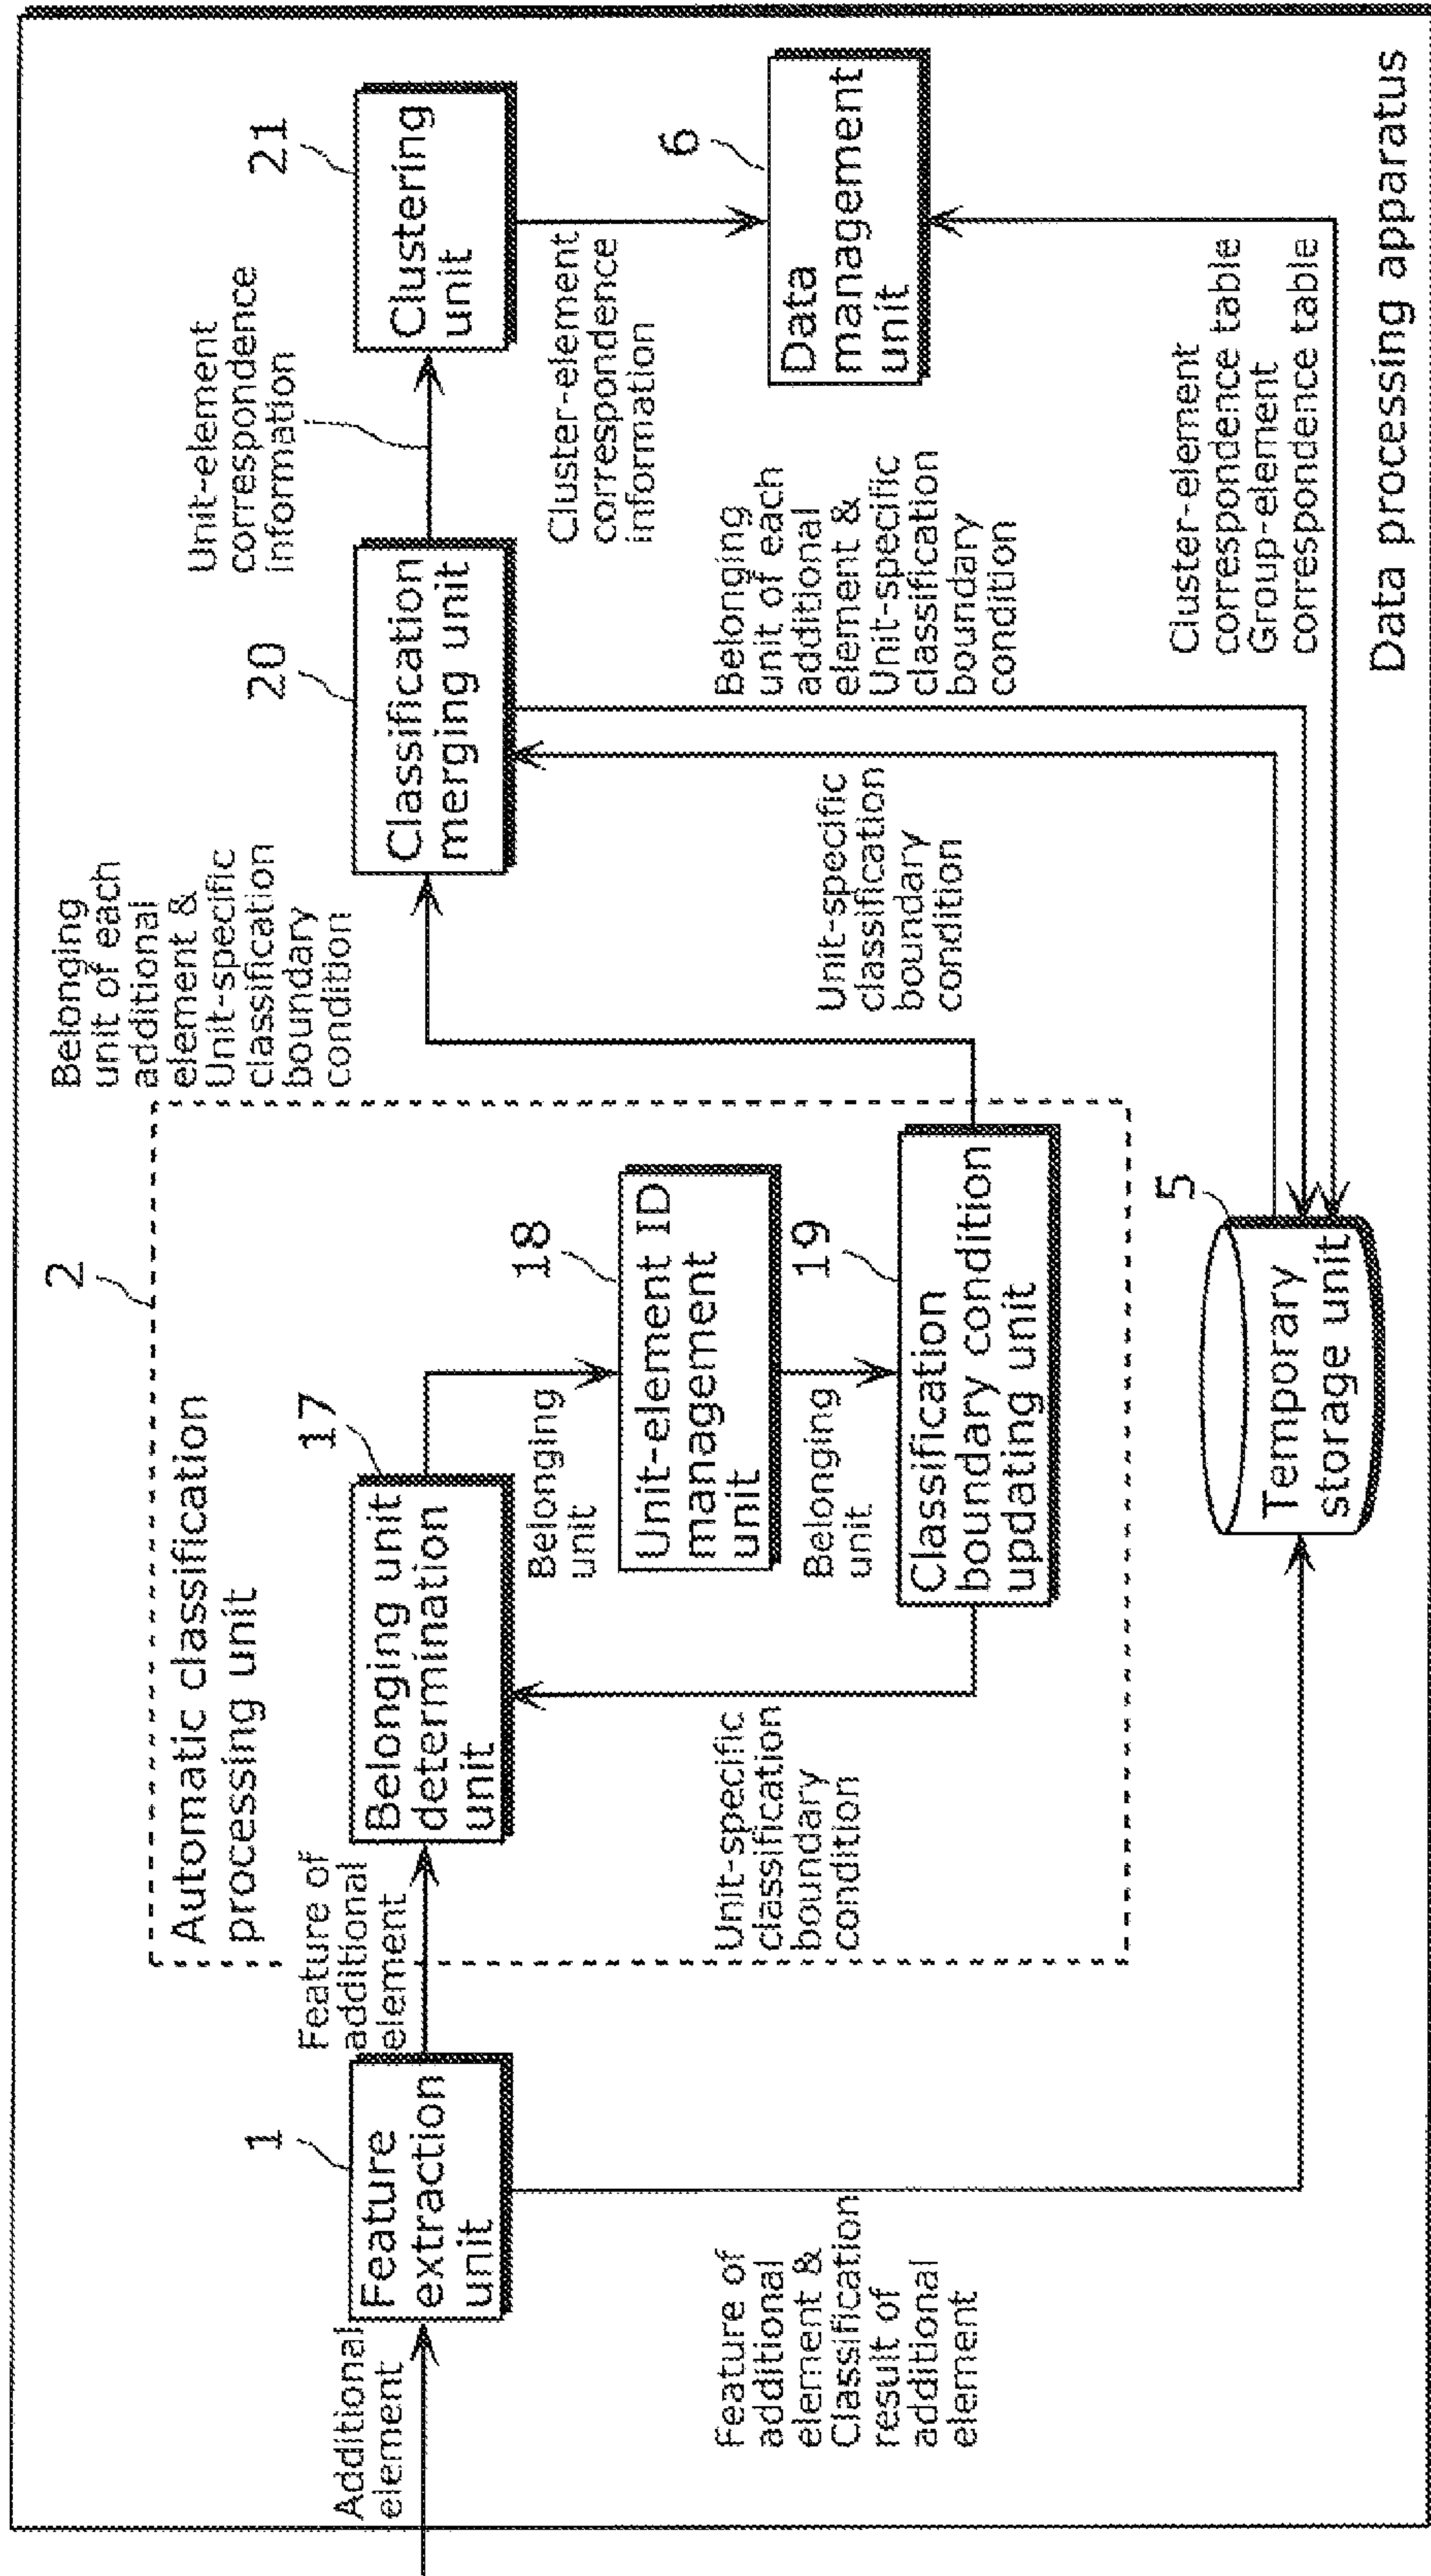 Additional
element
1
Feature
extraction
unit
Feature of
additional
element &
Classification
result of
additional
element
Feature of
additional
element
2
Automatic classification
processing unit
17
Belonging unit
determination
unit
Belonging
unit
18
Unit-element ID
management
unit
Belonging
unit
19
Classification
boundary condition
updating unit
Unit-specific
classification
boundary
condition
5
Temporary
storage unit
Belonging
unit of each
additional
element &
Unit-specific
classification
boundary
condition
20
Classification
merging unit
Unit-specific
classification
boundary
condition
Belonging
unit of each
additional
element &
Unit-specific
classification
boundary
condition
Unit-element
correspondence
information
21
Clustering
unit
Cluster-element
correspondence
information
6
Data
management
unit
Cluster-element
correspondence table
Group-element
correspondence table
Data processing apparatus